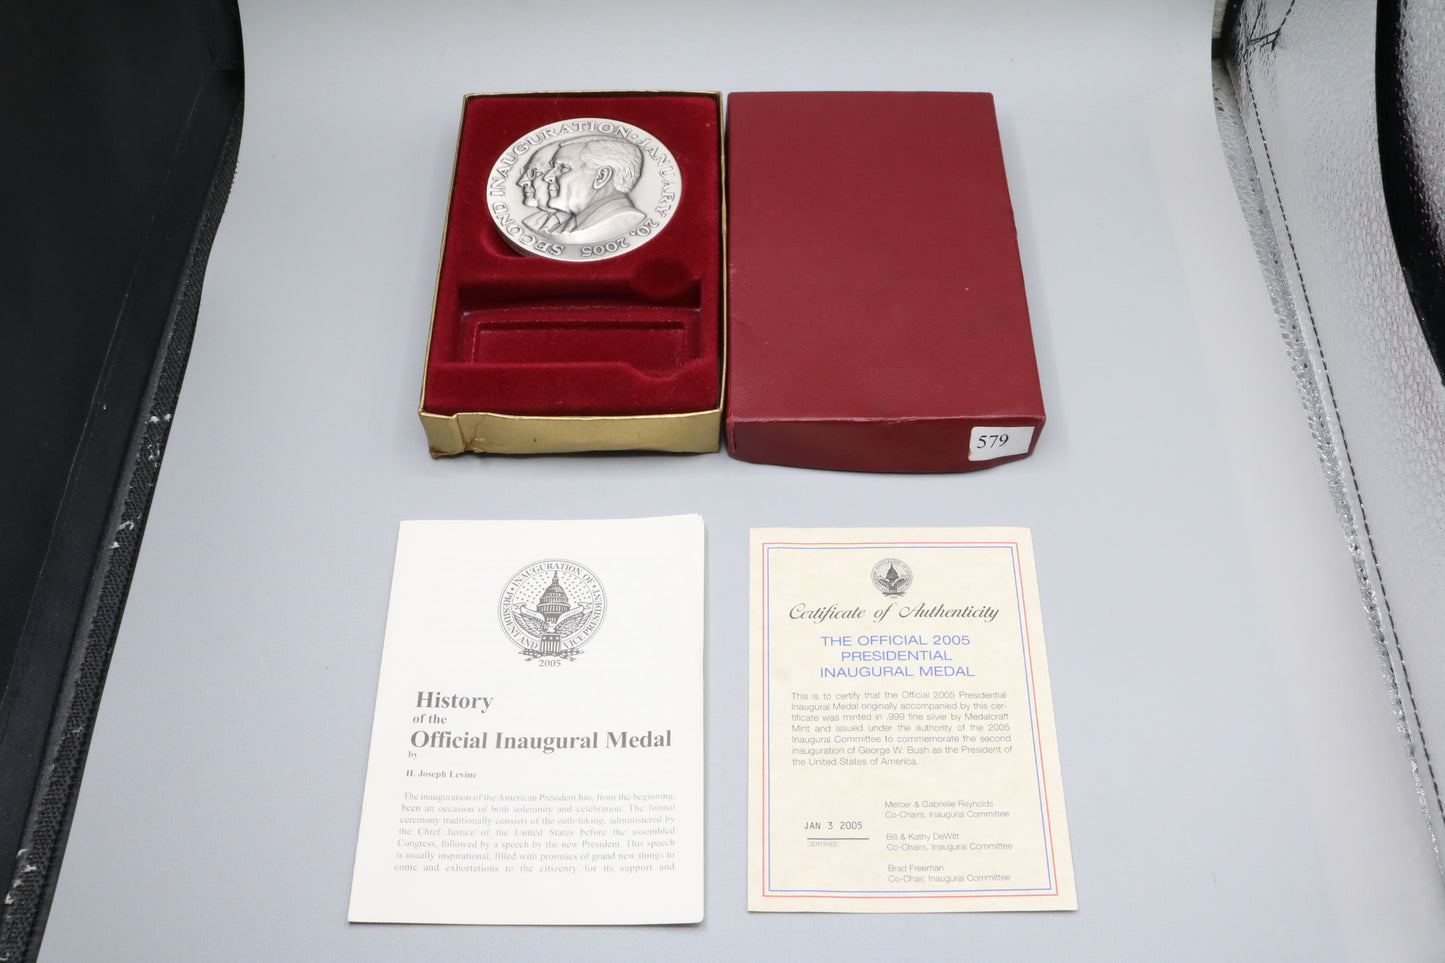 SECOND INAUGURATION · JANUARY 20, 2005
579
INAUGURATION OF PRESIDENT AND VICE PRESIDENT
2005
History
of the
Official Inaugural Medal
by
H. Joseph Levine
The inauguration of the American President has, from the beginning,
been an occasion of both solemnity and celebration. The formal
ceremony traditionally consists of the oath-taking, administered by
the Chief Justice of the United States before the assembled
Congress, followed by a speech by the new President. This speech
is usually inspirational, filled with promises of grand new things to
come and exhortations to the citizenry for its support and
Certificate of Authenticity
THE OFFICIAL 2005
PRESIDENTIAL
INAUGURAL MEDAL
This is to certify that the Official 2005 Presidential
Inaugural Medal originally accompanied by this cer-
tificate was minted in .999 fine silver by Medalcraft
Mint and issued under the authority of the 2005
Inaugural Committee to commemorate the second
inauguration of George W. Bush as the President of
the United States of America.
Mercer & Gabrielle Reynolds
Co-Chairs, Inaugural Committee
JAN 3 2005
CERTIFIED
Bill & Kathy DeWitt
Co-Chairs, Inaugural Committee
Brad Freeman
Co-Chair, Inaugural Committee